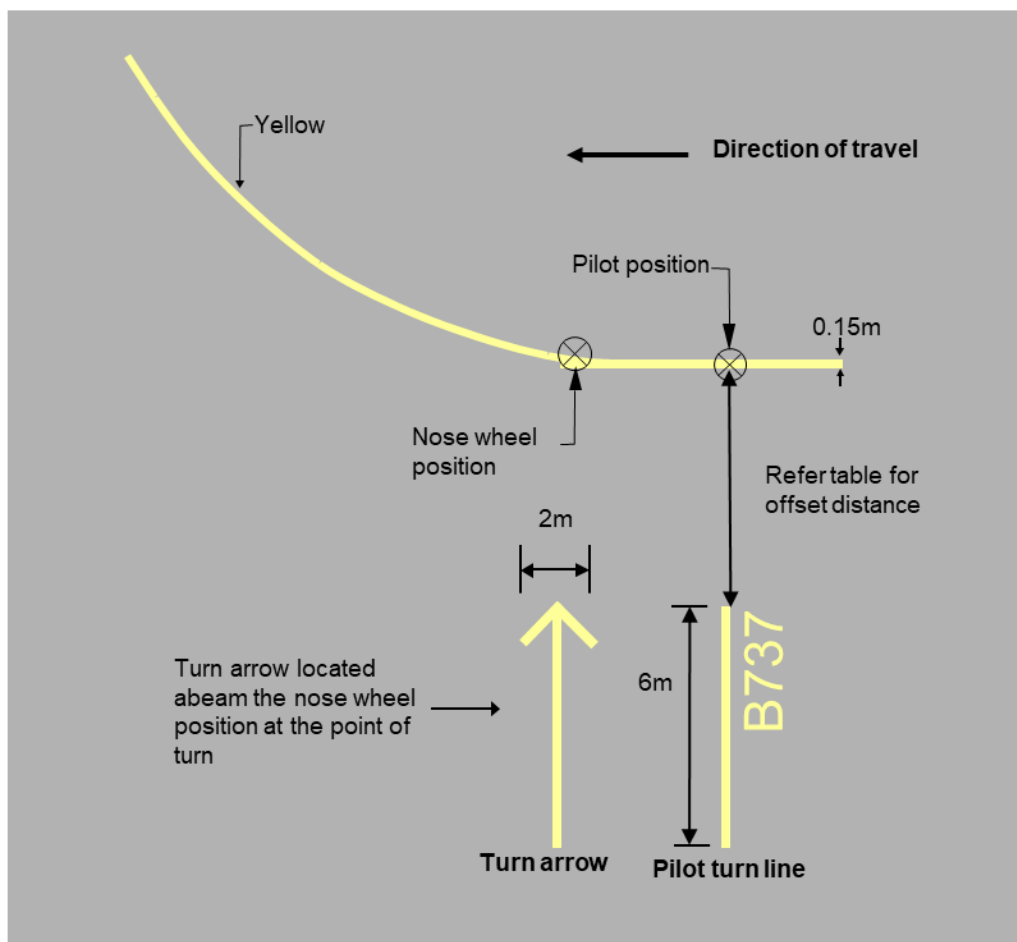 Yellow
Direction of travel
Pilot position
0.15m
Nose wheel
position
Refer table for
offset distance
2m
Turn arrow located
abeam the nose wheel
position at the point of
turn
6m
B737
Turn arrow
Pilot turn line